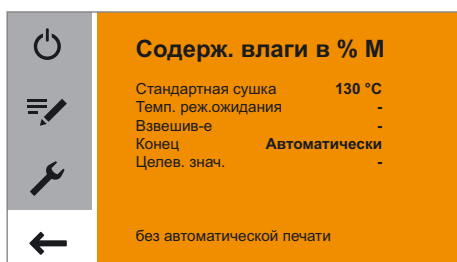 Содерж. влаги в % М
Стандартная сушка 130 °C
Темп. реж.ожидания -
Взвешив-е -
Конец Автоматически
Целев. знач. -
без автоматической печати